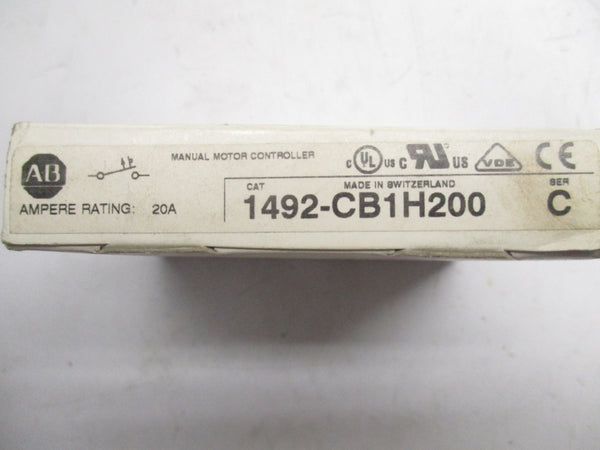 AB
MANUAL MOTOR CONTROLLER
c UL US
c RU US
VDE
CE
AMPERE RATING: 20A
CAT
MADE IN SWITZERLAND
SER
1492-CB1H200
C